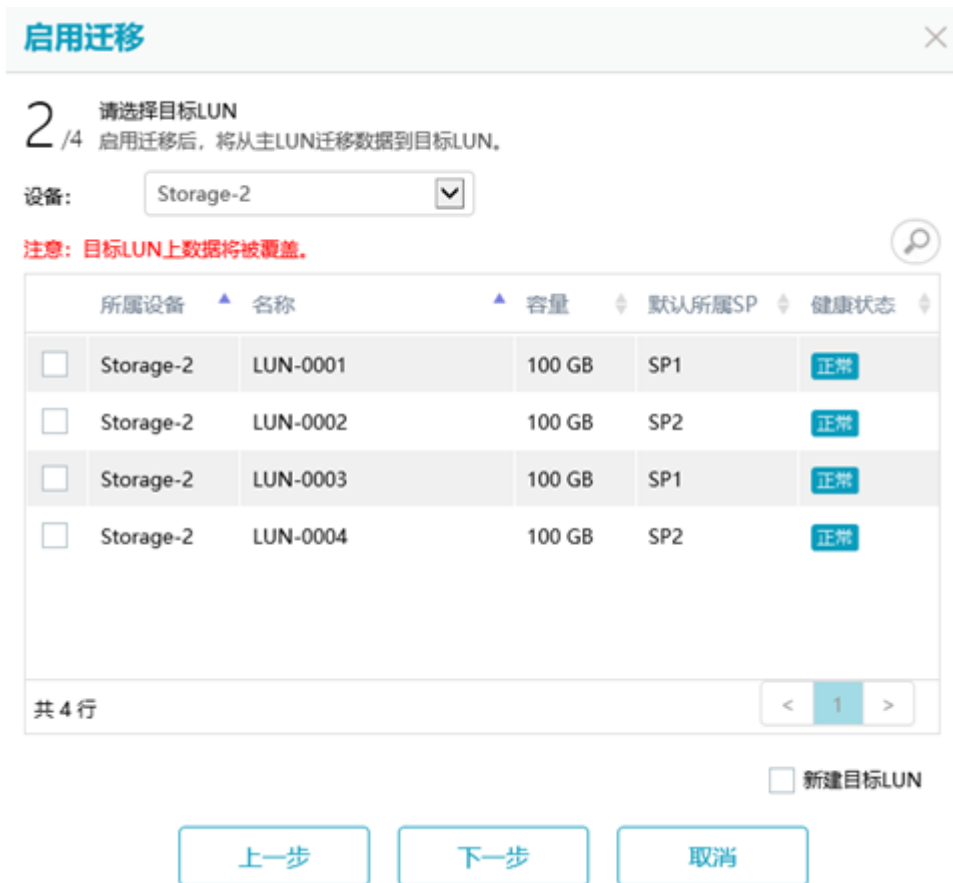 启用迁移
2/4 请选择目标LUN
启用迁移后，将从主LUN迁移数据到目标LUN。
设备： Storage-2
注意：目标LUN上数据将被覆盖。
所属设备 名称 容量 默认所属SP 健康状态
Storage-2 LUN-0001 100 GB SP1 正常
Storage-2 LUN-0002 100 GB SP2 正常
Storage-2 LUN-0003 100 GB SP1 正常
Storage-2 LUN-0004 100 GB SP2 正常
共 4 行 < 1 >
新建目标LUN
上一步 下一步 取消